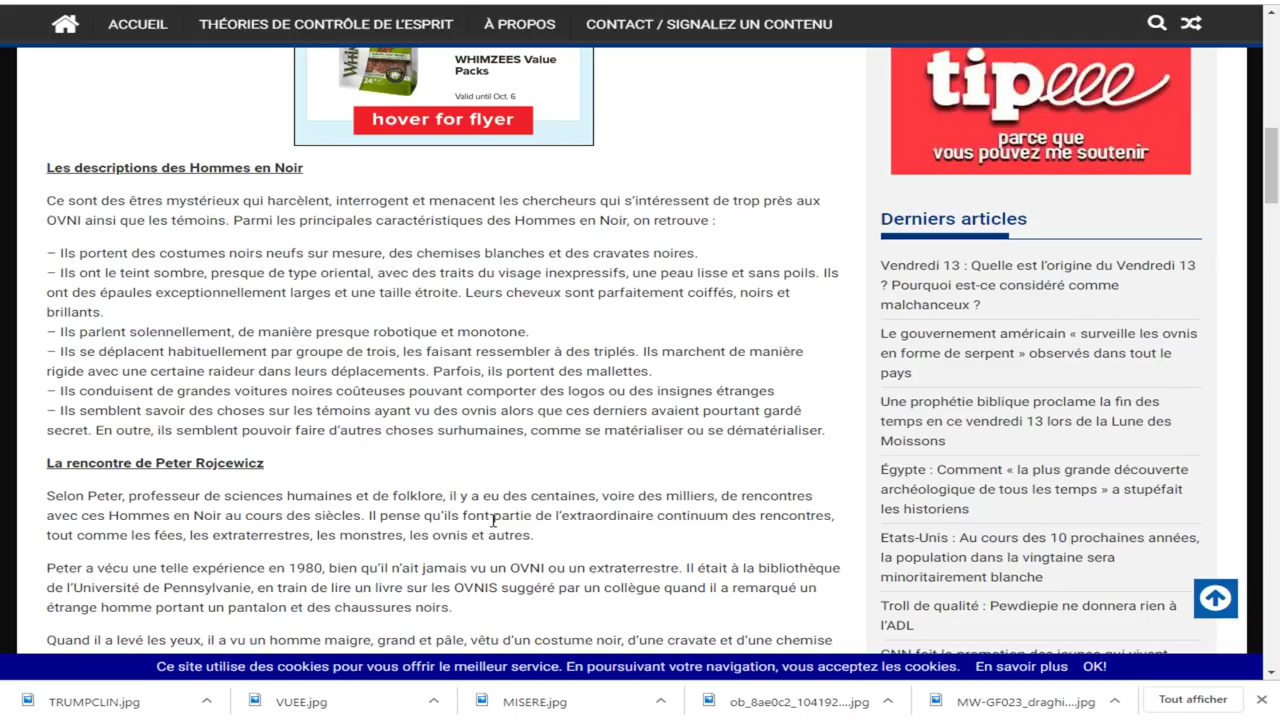 ACCUEIL THÉORIES DE CONTRÔLE DE L'ESPRIT À PROPOS CONTACT / SIGNALEZ UN CONTENU
WHIMZEES Value
Packs
Valid until Oct. 6
hover for flyer
Les descriptions des Hommes en Noir
Ce sont des êtres mystérieux qui harcèlent, interrogent et menacent les chercheurs qui s'intéressent de trop près aux
OVNI ainsi que les témoins. Parmi les principales caractéristiques des Hommes en Noir, on retrouve :
– Ils portent des costumes noirs neufs sur mesure, des chemises blanches et des cravates noires.
– Ils ont le teint sombre, presque de type oriental, avec des traits du visage inexpressifs, une peau lisse et sans poils. Ils
ont des épaules exceptionnellement larges et une taille étroite. Leurs cheveux sont parfaitement coiffés, noirs et
brillants.
– Ils parlent solennellement, de manière presque robotique et monotone.
– Ils se déplacent habituellement par groupe de trois, les faisant ressembler à des triplés. Ils marchent de manière
rigide avec une certaine raideur dans leurs déplacements. Parfois, ils portent des mallettes.
– Ils conduisent de grandes voitures noires coûteuses pouvant comporter des logos ou des insignes étranges
– Ils semblent savoir des choses sur les témoins ayant vu des ovnis alors que ces derniers avaient pourtant gardé
secret. En outre, ils semblent pouvoir faire d'autres choses surhumaines, comme se matérialiser ou se dématérialiser.
La rencontre de Peter Rojcewicz
Selon Peter, professeur de sciences humaines et de folklore, il y a eu des centaines, voire des milliers, de rencontres
avec ces Hommes en Noir au cours des siècles. Il pense qu'ils font partie de l'extraordinaire continuum des rencontres,
tout comme les fées, les extraterrestres, les monstres, les ovnis et autres.
Peter a vécu une telle expérience en 1980, bien qu'il n'ait jamais vu un OVNI ou un extraterrestre. Il était à la bibliothèque
de l'Université de Pennsylvanie, en train de lire un livre sur les OVNIS suggéré par un collègue quand il a remarqué un
étrange homme portant un pantalon et des chaussures noirs.
Quand il a levé les yeux, il a vu un homme maigre, grand et pâle, vêtu d'un costume noir, d'une cravate et d'une chemise
tipeee
parce que
vous pouvez me soutenir
Derniers articles
Vendredi 13 : Quelle est l'origine du Vendredi 13
? Pourquoi est-ce considéré comme
malchanceux ?
Le gouvernement américain « surveille les ovnis
en forme de serpent » observés dans tout le
pays
Une prophétie biblique proclame la fin des
temps en ce vendredi 13 lors de la Lune des
Moissons
Égypte : Comment « la plus grande découverte
archéologique de tous les temps » a stupéfait
les historiens
Etats-Unis : Au cours des 10 prochaines années,
la population dans la vingtaine sera
minoritairement blanche
Troll de qualité : Pewdiepie ne donnera rien à
l'ADL
CNN fait la promotion des jeunes qui vivent
Ce site utilise des cookies pour vous offrir le meilleur service. En poursuivant votre navigation, vous acceptez les cookies. En savoir plus OK!
TRUMPCLIN.jpg VUEE.jpg MISERE.jpg ob_8ae0c2_104192....jpg MW-GF023_draghi_...jpg Tout afficher